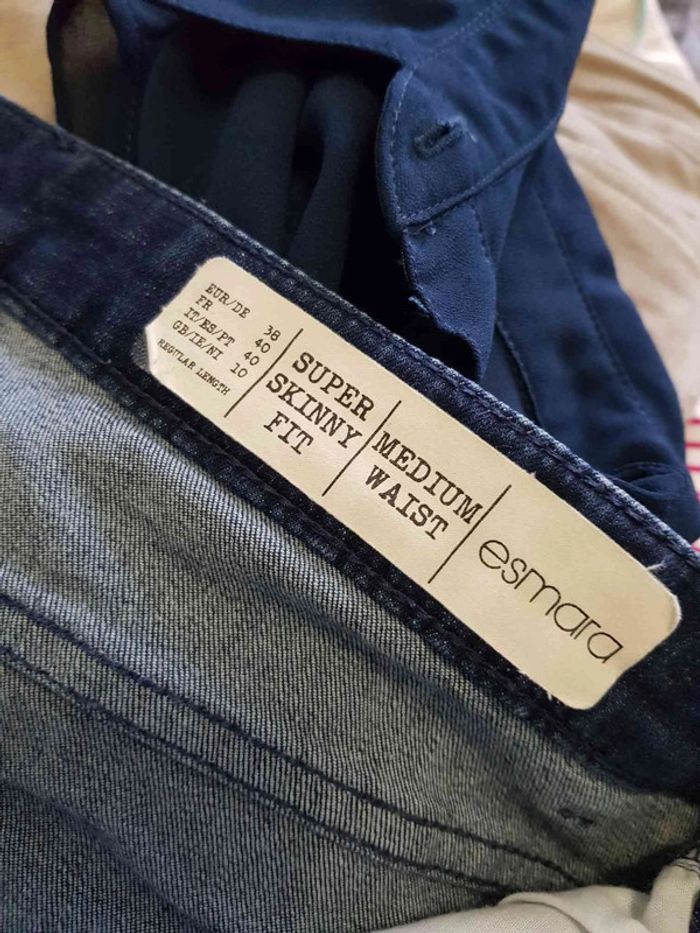 EUR/DE 38
FR 40
IT/ES/PT 40
GB/IE/NI 10
REGULAR LENGTH
SUPER
SKINNY
FIT
MEDIUM
WAIST
esmara